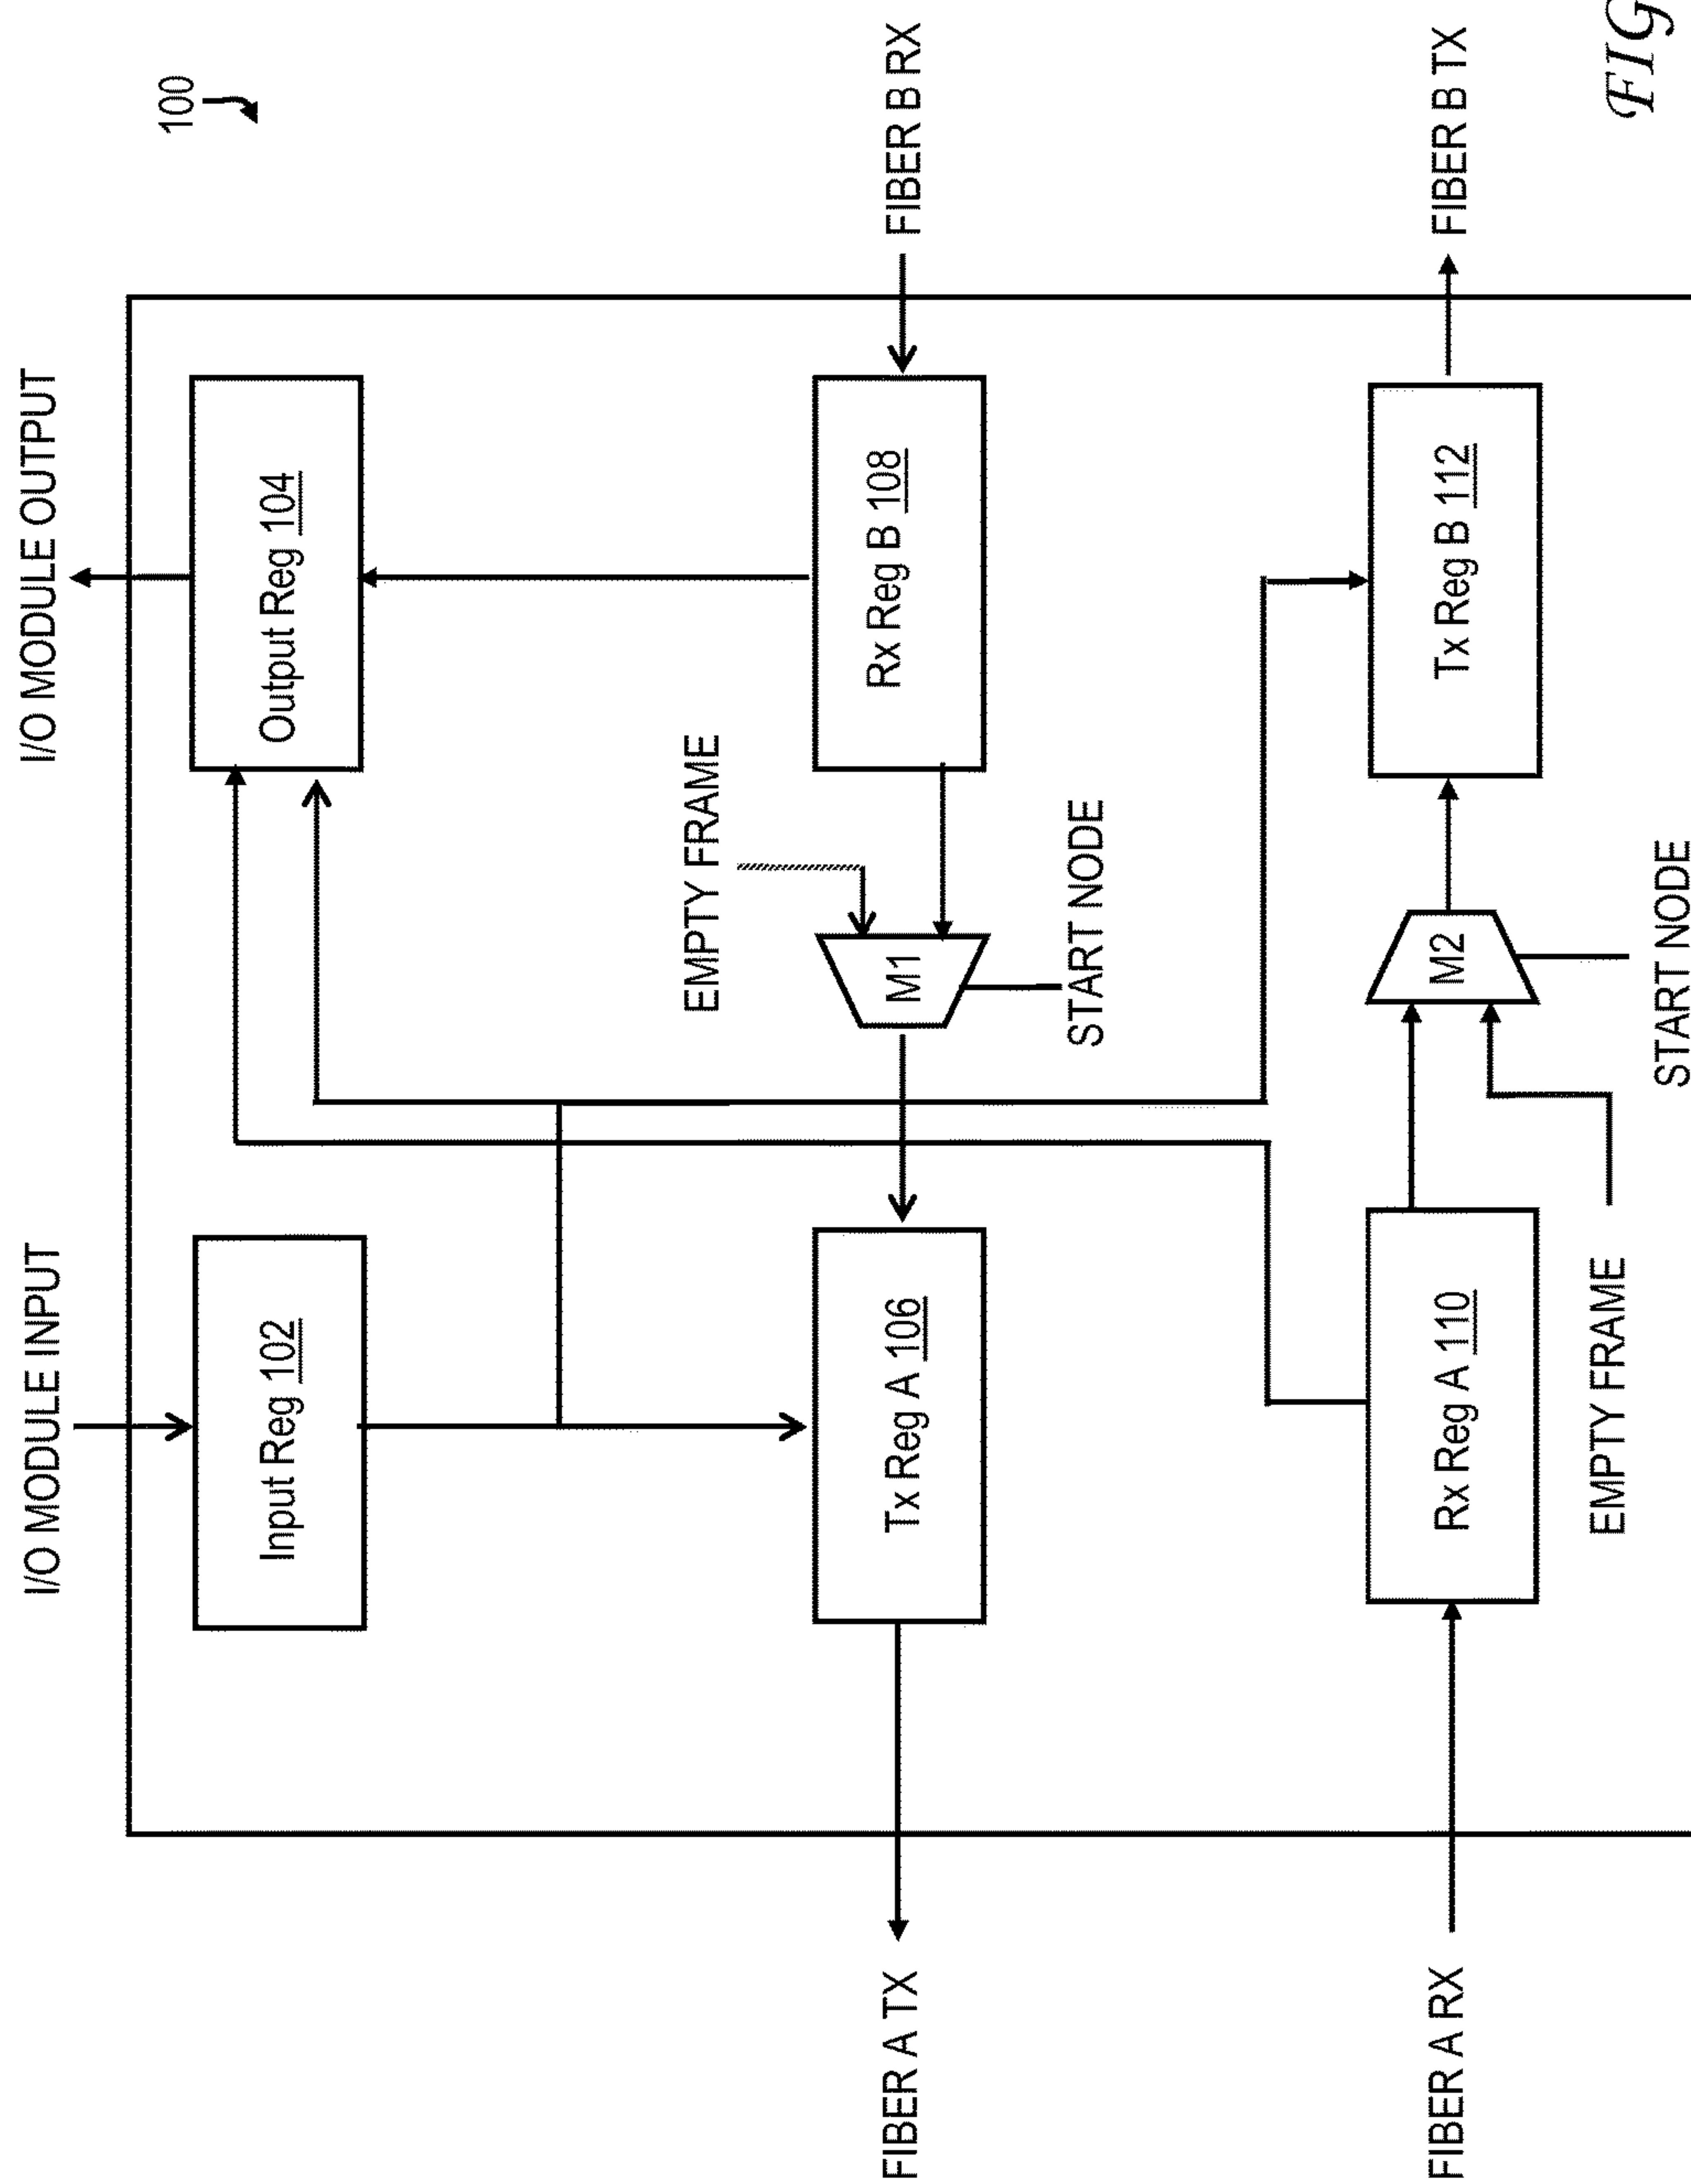 100
I/O MODULE INPUT
I/O MODULE OUTPUT
Input Reg 102
Output Reg 104
EMPTY FRAME
FIBER A TX
Tx Reg A 106
M1
Rx Reg B 108
FIBER B RX
START NODE
FIBER A RX
Rx Reg A 110
M2
Tx Reg B 112
FIBER B TX
EMPTY FRAME
START NODE
FIG